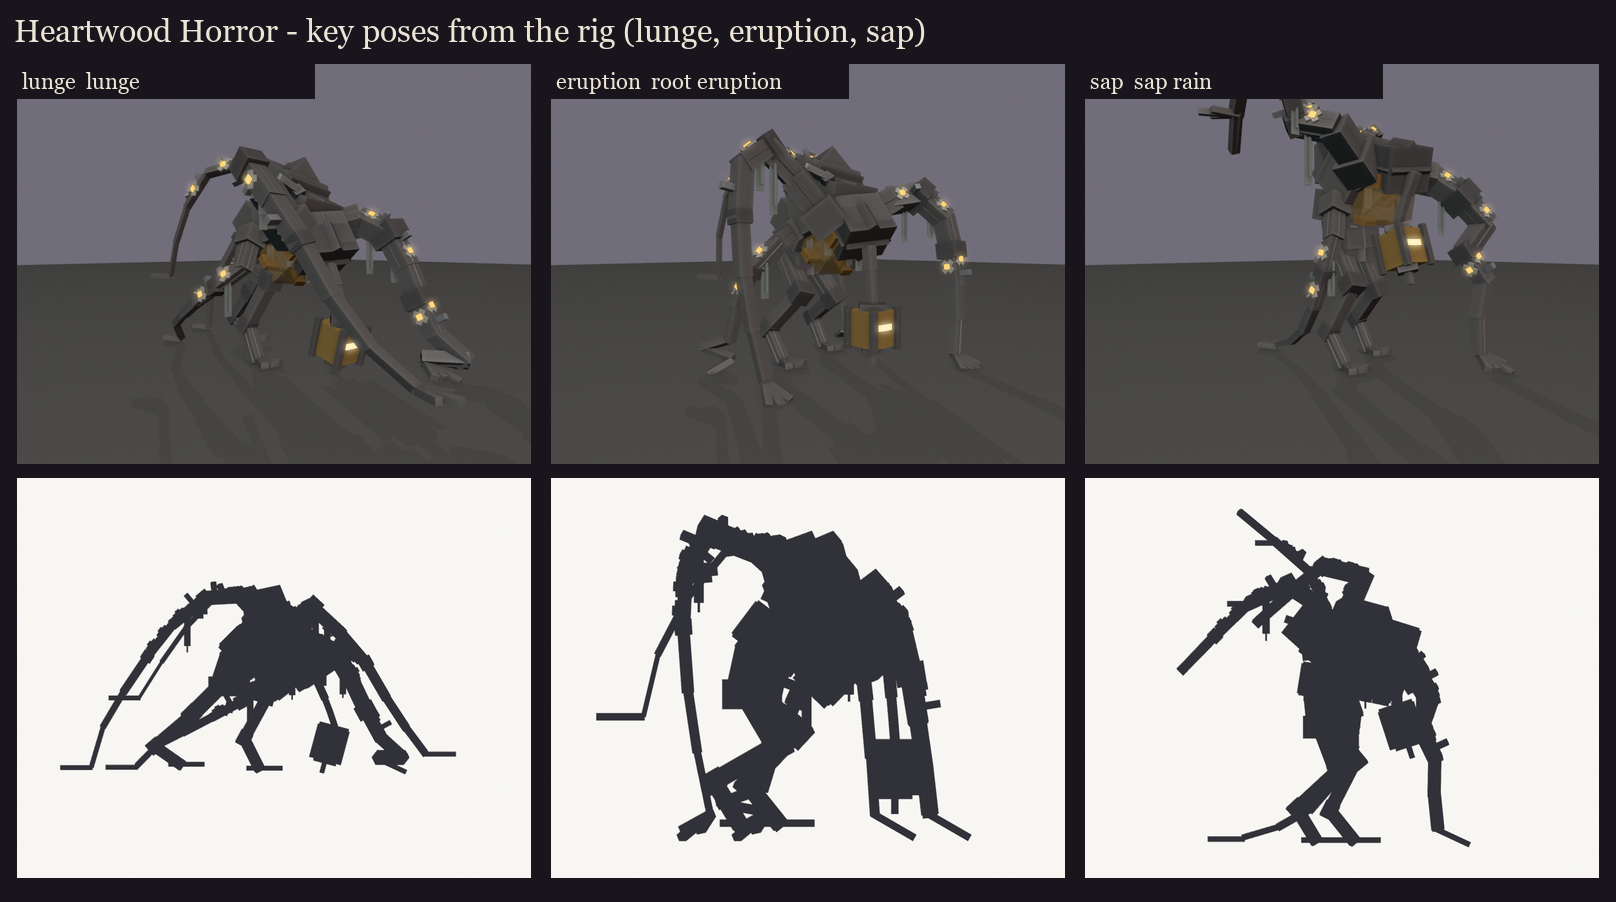 Heartwood Horror - key poses from the rig (lunge, eruption, sap)
lunge lunge
eruption root eruption
sap sap rain